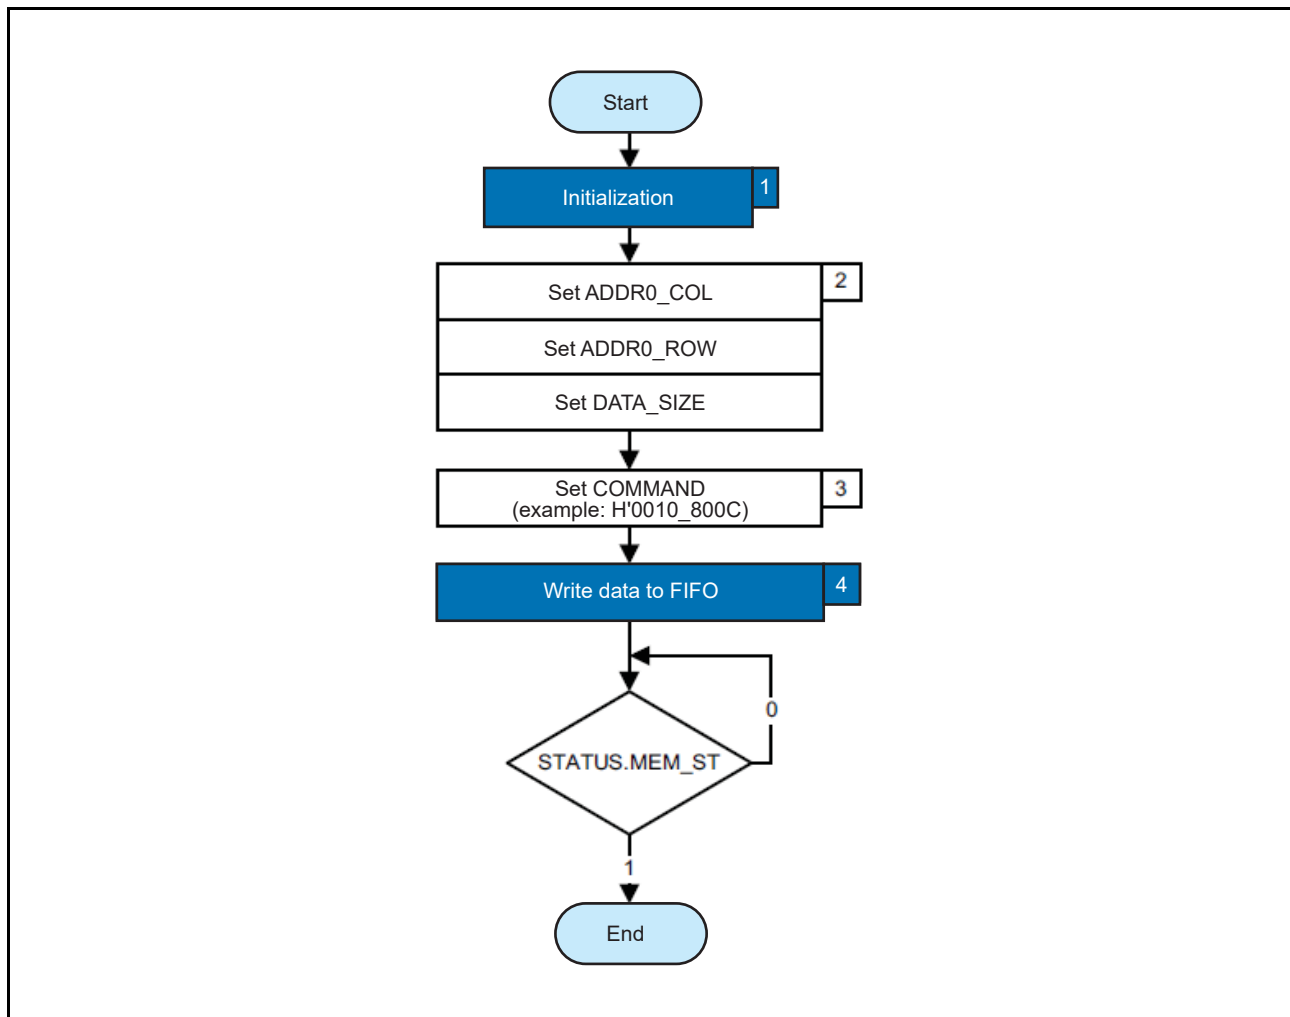 Start
Initialization
1
Set ADDR0_COL
2
Set ADDR0_ROW
Set DATA_SIZE
Set COMMAND
(example: H'0010_800C)
3
Write data to FIFO
4
0
STATUS.MEM_ST
1
End